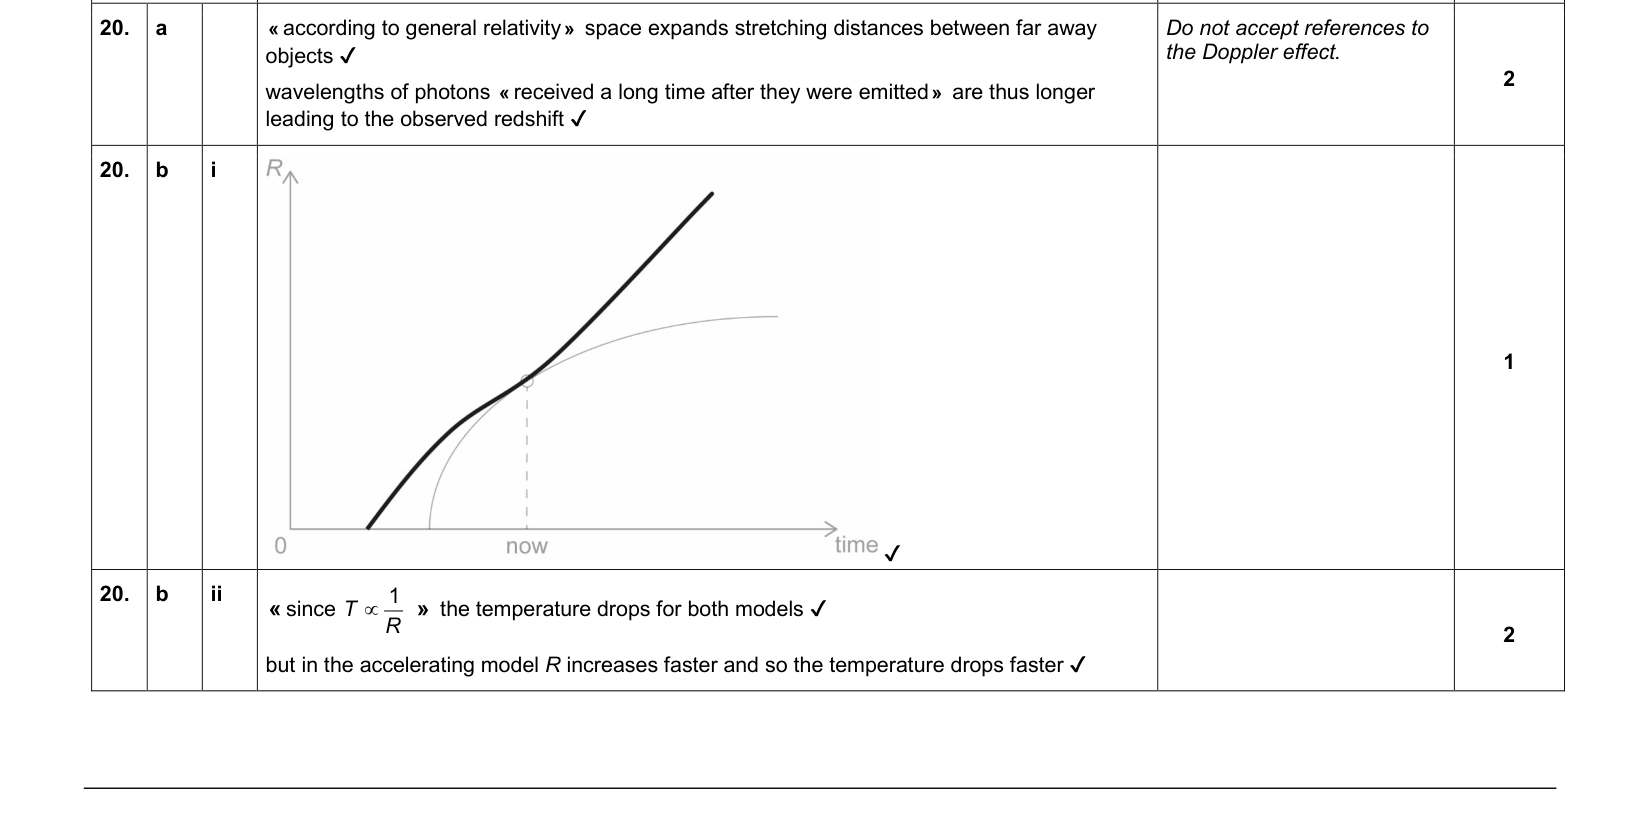 20. a « according to general relativity » space expands stretching distances between far away
objects ✓
wavelengths of photons « received a long time after they were emitted » are thus longer
leading to the observed redshift ✓
Do not accept references to
the Doppler effect.
2
20. b i
R
0 now time ✓
1
20. b ii « since T ∝ 1/R » the temperature drops for both models ✓
but in the accelerating model R increases faster and so the temperature drops faster ✓
2